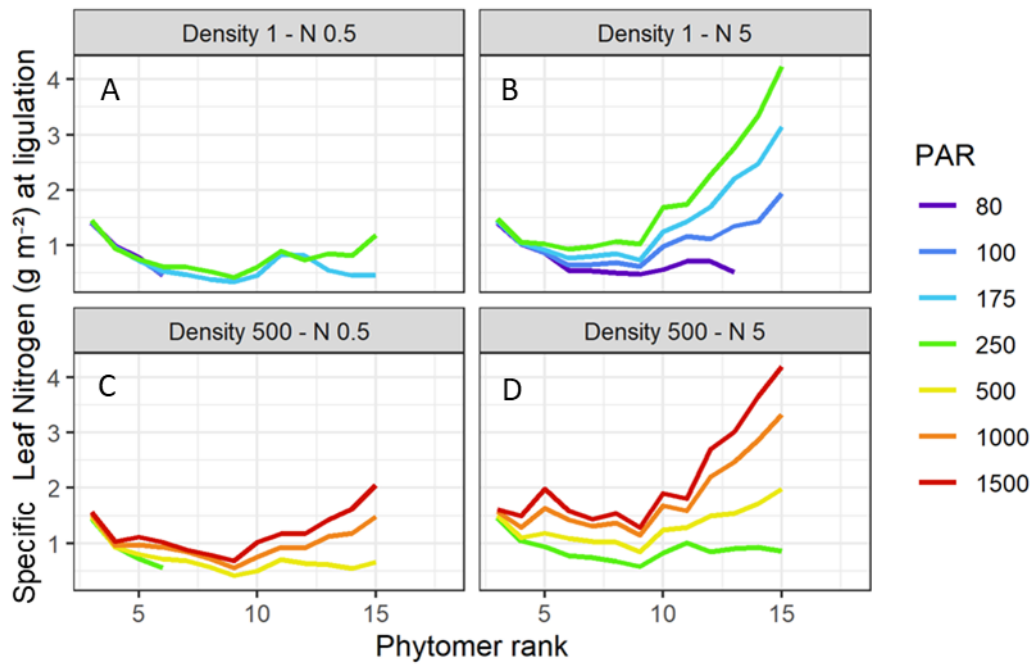 Density 1 - N 0.5
Density 1 - N 5
A
B
4
3
2
1
Density 500 - N 0.5
Density 500 - N 5
C
D
4
3
2
1
5
10
15
5
10
15
Phytomer rank
Specific Leaf Nitrogen (g m⁻²) at ligulation
PAR
80
100
175
250
500
1000
1500